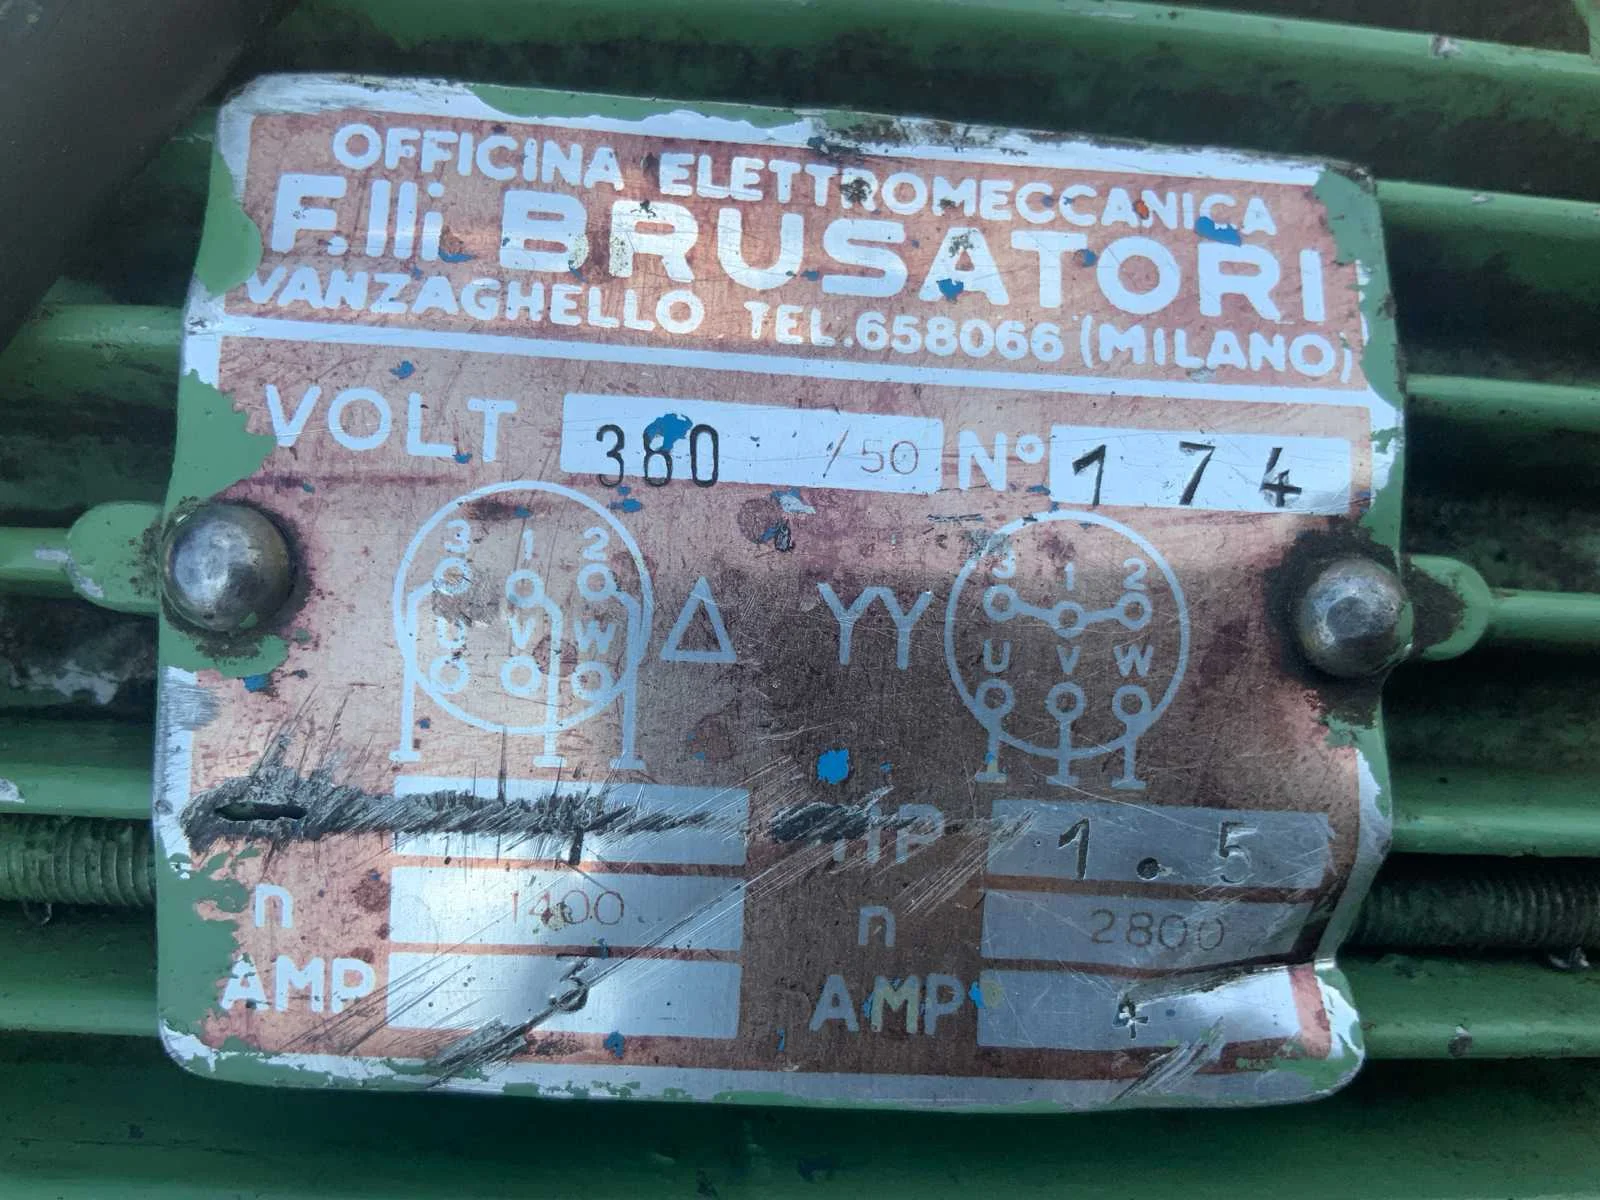 OFFICINA ELETTROMECCANICA
F.lli BRUSATORI
VANZAGHELLO TEL.658066 (MILANO)
VOLT 380 /50 N° 174
3 1 2
U V W
Δ YY
3 1 2
U V W
1 HP 1.5
n 1400 n 2800
AMP 3 AMP 4